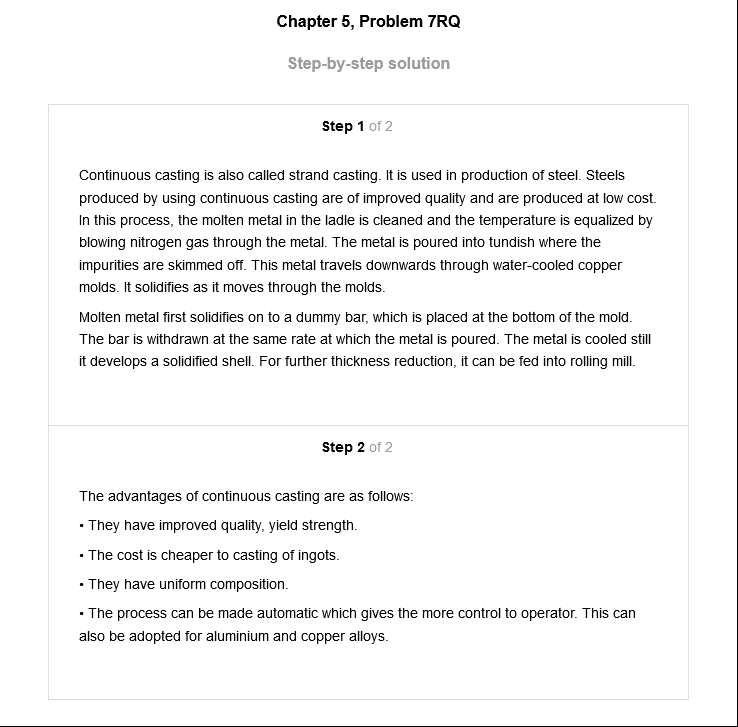 Chapter 5, Problem 7RQ
Step-by-step solution
Step 1 of 2
Continuous casting is also called strand casting. It is used in production of steel. Steels
produced by using continuous casting are of improved quality and are produced at low cost.
In this process, the molten metal in the ladle is cleaned and the temperature is equalized by
blowing nitrogen gas through the metal. The metal is poured into tundish where the
impurities are skimmed off. This metal travels downwards through water-cooled copper
molds. It solidifies as it moves through the molds.
Molten metal first solidifies on to a dummy bar, which is placed at the bottom of the mold.
The bar is withdrawn at the same rate at which the metal is poured. The metal is cooled still
it develops a solidified shell. For further thickness reduction, it can be fed into rolling mill.
Step 2 of 2
The advantages of continuous casting are as follows:
• They have improved quality, yield strength.
• The cost is cheaper to casting of ingots.
• They have uniform composition.
• The process can be made automatic which gives the more control to operator. This can
also be adopted for aluminium and copper alloys.